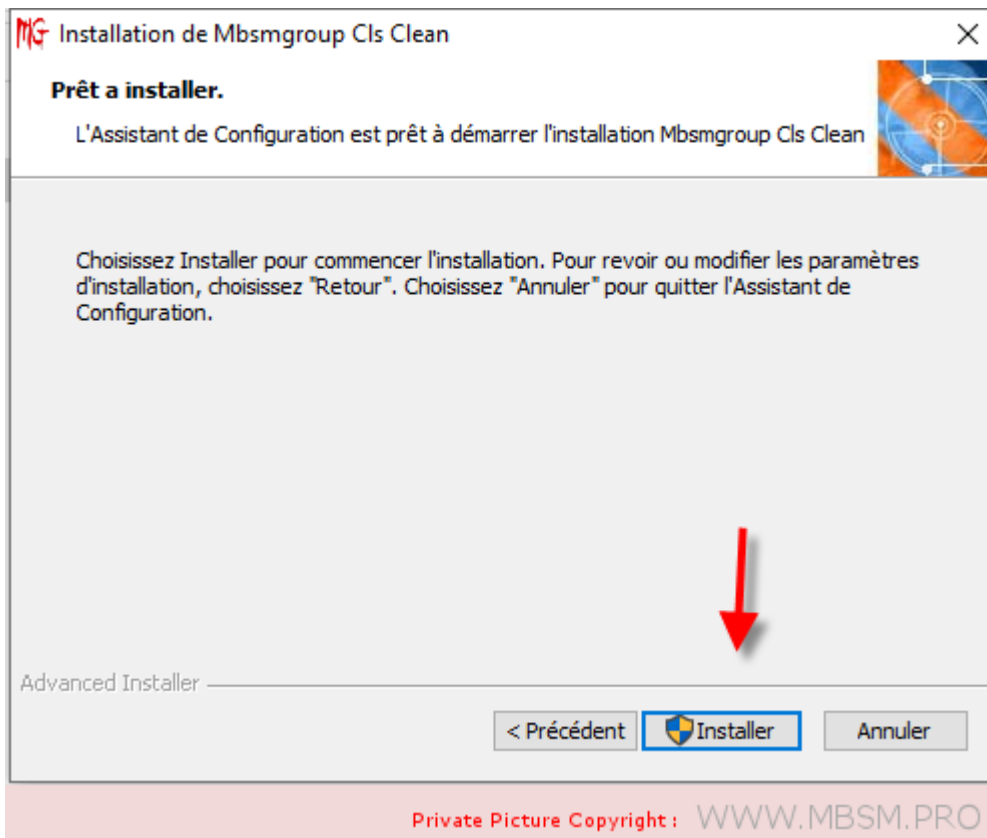 MG Installation de Mbsmgroup Cls Clean
Prêt a installer.
L'Assistant de Configuration est prêt à démarrer l'installation Mbsmgroup Cls Clean
Choisissez Installer pour commencer l'installation. Pour revoir ou modifier les paramètres
d'installation, choisissez "Retour". Choisissez "Annuler" pour quitter l'Assistant de
Configuration.
Advanced Installer
< Précédent Installer Annuler
Private Picture Copyright : WWW.MBSM.PRO